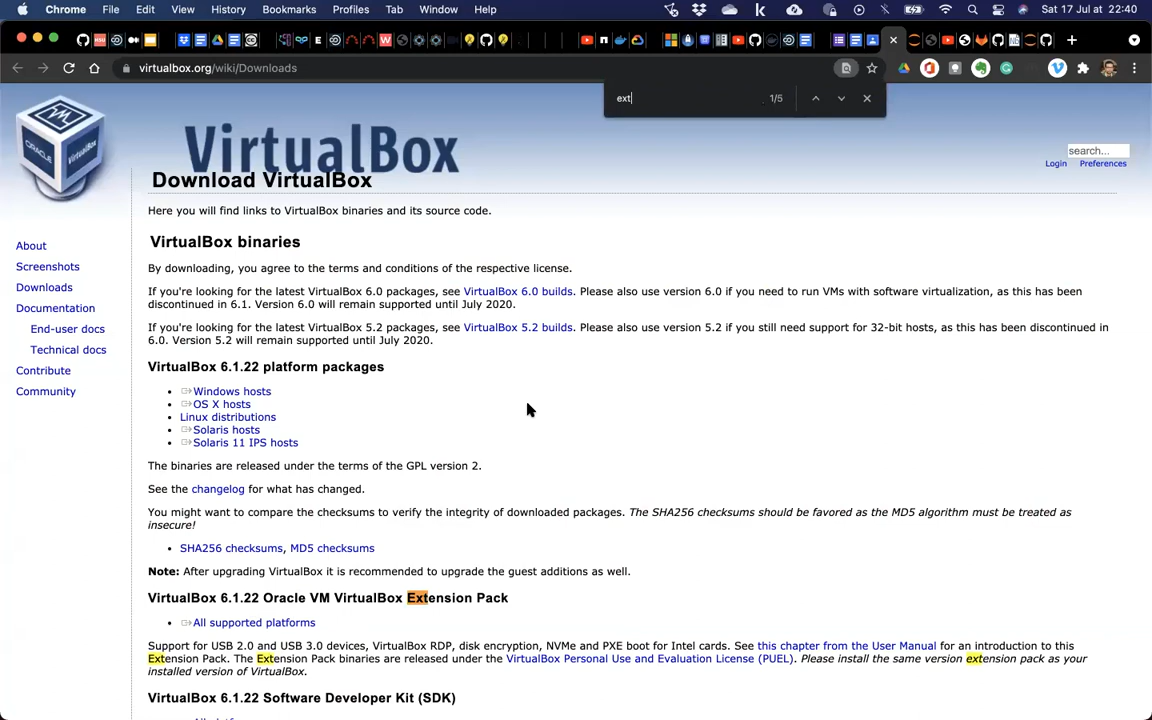 Chrome File Edit View History Bookmarks Profiles Tab Window Help Sat 17 Jul at 22:40
virtualbox.org/wiki/Downloads
ext 1/5
VirtualBox
ORACLE
VirtualBox
search...
Login Preferences
Download VirtualBox
Here you will find links to VirtualBox binaries and its source code.
About
Screenshots
Downloads
Documentation
End-user docs
Technical docs
Contribute
Community
VirtualBox binaries
By downloading, you agree to the terms and conditions of the respective license.
If you're looking for the latest VirtualBox 6.0 packages, see VirtualBox 6.0 builds. Please also use version 6.0 if you need to run VMs with software virtualization, as this has been
discontinued in 6.1. Version 6.0 will remain supported until July 2020.
If you're looking for the latest VirtualBox 5.2 packages, see VirtualBox 5.2 builds. Please also use version 5.2 if you still need support for 32-bit hosts, as this has been discontinued in
6.0. Version 5.2 will remain supported until July 2020.
VirtualBox 6.1.22 platform packages
Windows hosts
OS X hosts
Linux distributions
Solaris hosts
Solaris 11 IPS hosts
The binaries are released under the terms of the GPL version 2.
See the changelog for what has changed.
You might want to compare the checksums to verify the integrity of downloaded packages. The SHA256 checksums should be favored as the MD5 algorithm must be treated as
insecure!
SHA256 checksums, MD5 checksums
Note: After upgrading VirtualBox it is recommended to upgrade the guest additions as well.
VirtualBox 6.1.22 Oracle VM VirtualBox Extension Pack
All supported platforms
Support for USB 2.0 and USB 3.0 devices, VirtualBox RDP, disk encryption, NVMe and PXE boot for Intel cards. See this chapter from the User Manual for an introduction to this
Extension Pack. The Extension Pack binaries are released under the VirtualBox Personal Use and Evaluation License (PUEL). Please install the same version extension pack as your
installed version of VirtualBox.
VirtualBox 6.1.22 Software Developer Kit (SDK)